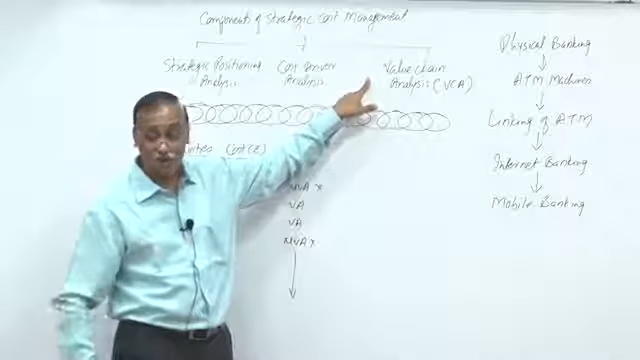 Components of Strategic Cost Management
Strategic Positioning
Analysis
Cost Driver
Analysis
Value Chain
Analysis (VCA)
NVA x
VA
VA
NVA x
Physical Banking
ATM Machines
Linking of ATM
Internet Banking
Mobile Banking